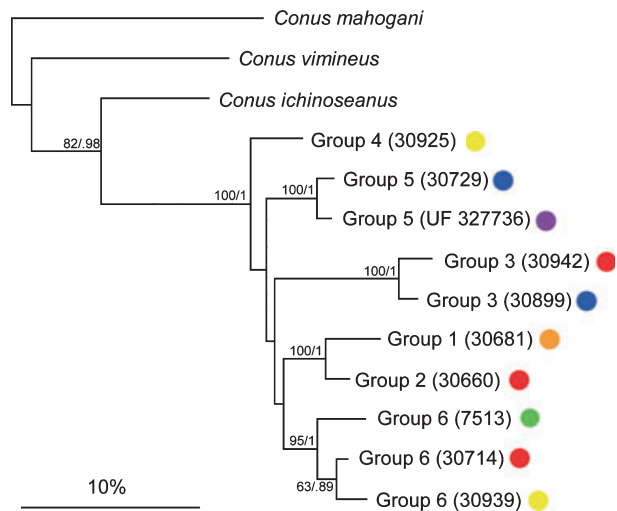 Conus mahogani
Conus vimineus
Conus ichinoseanus
82/.98
Group 4 (30925)
100/1
Group 5 (30729)
100/1
Group 5 (UF 327736)
Group 3 (30942)
100/1
Group 3 (30899)
Group 1 (30681)
100/1
Group 2 (30660)
Group 6 (7513)
95/1
Group 6 (30714)
63/.89
Group 6 (30939)
10%